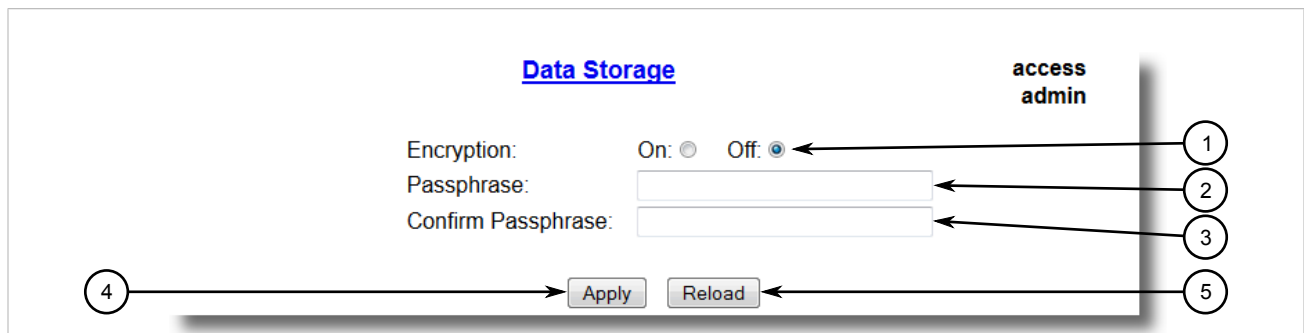 Data Storage
access
admin
Encryption: On: Off: 1
Passphrase: 2
Confirm Passphrase: 3
4 Apply Reload 5